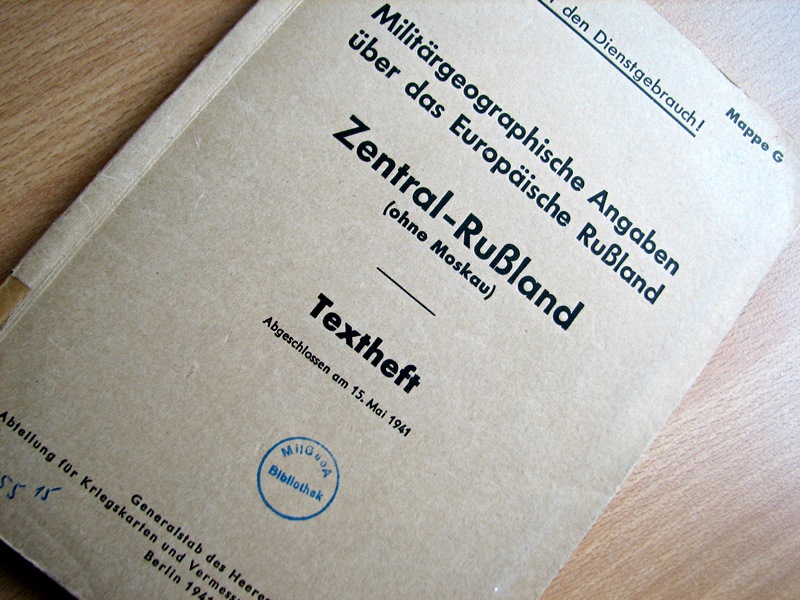 den Dienstgebrauch!
Mappe G
Militärgeographische Angaben
über das Europäische Rußland
Zentral-Rußland
(ohne Moskau)
Textheft
Abgeschlossen am 15. Mai 1941
Bibliothek
Generalstab des Heeres
Abteilung für Kriegskarten und
Berlin 1941